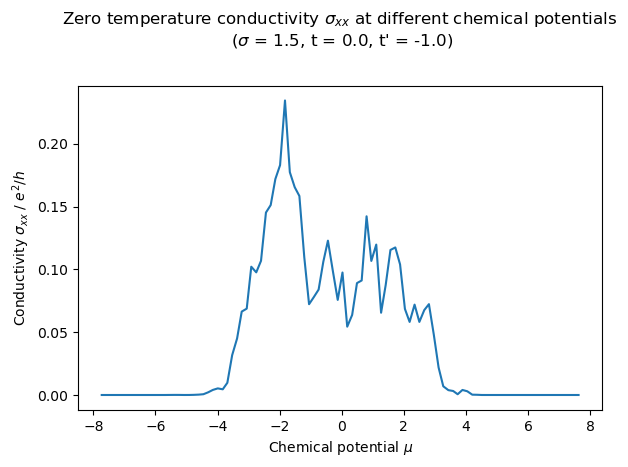 Zero temperature conductivity σxx at different chemical potentials
(σ = 1.5, t = 0.0, t' = -1.0)
Conductivity σxx / e²/h
0.20
0.15
0.10
0.05
0.00
−8 −6 −4 −2 0 2 4 6 8
Chemical potential μ